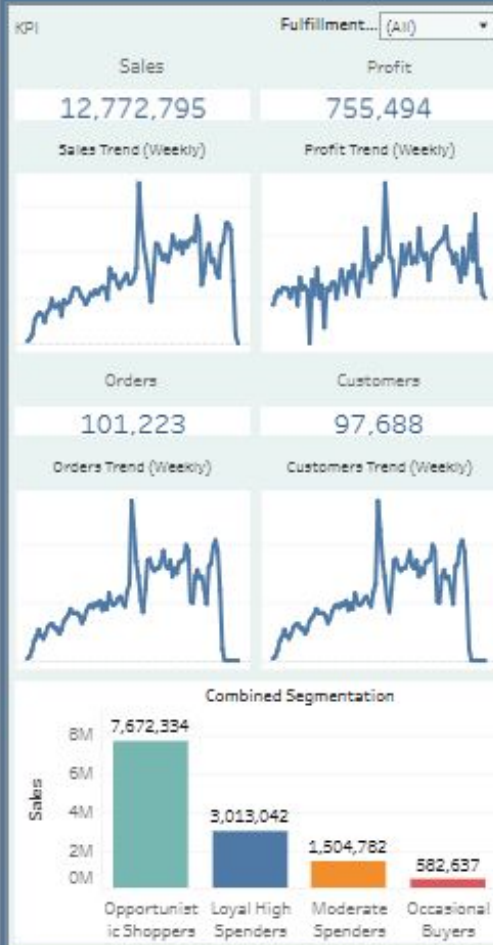 KPI
Fulfillment... (All)
Sales
Profit
12,772,795
755,494
Sales Trend (Weekly)
Profit Trend (Weekly)
Orders
Customers
101,223
97,688
Orders Trend (Weekly)
Customers Trend (Weekly)
Combined Segmentation
Sales
8M
6M
4M
2M
0M
7,672,334
3,013,042
1,504,782
582,637
Opportunist
ic Shoppers
Loyal High
Spenders
Moderate
Spenders
Occasional
Buyers